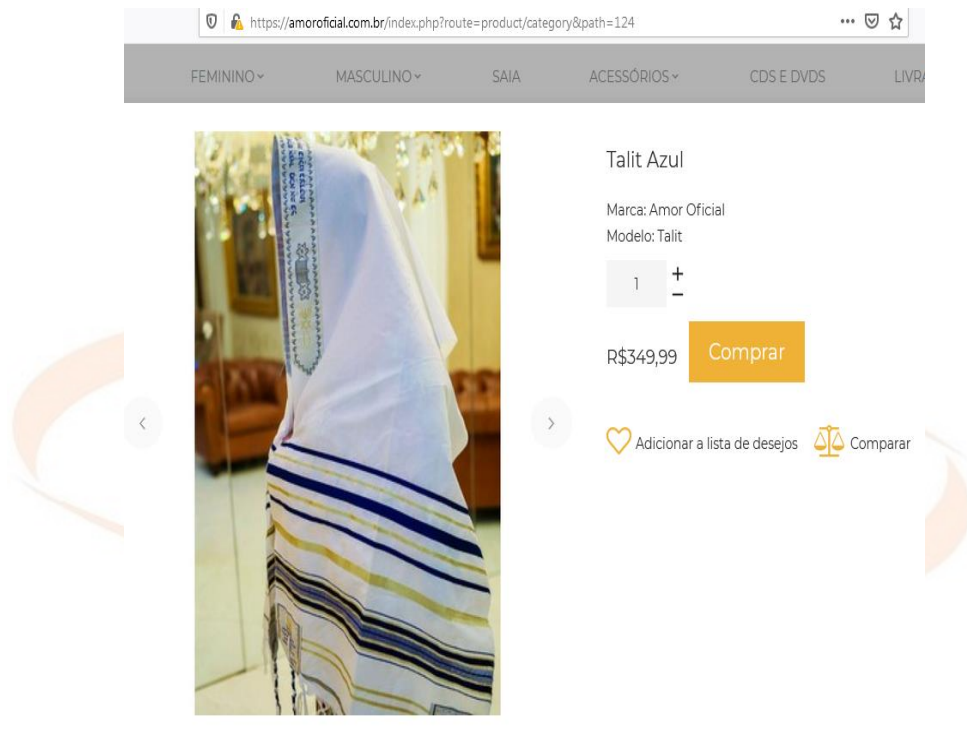 https://amoroficial.com.br/index.php?route=product/category&path=124
FEMININO MASCULINO SAIA ACESSÓRIOS CDS E DVDS LIVRA
Talit Azul
Marca: Amor Oficial
Modelo: Talit
1
+
−
R$349,99 Comprar
Adicionar a lista de desejos Comparar